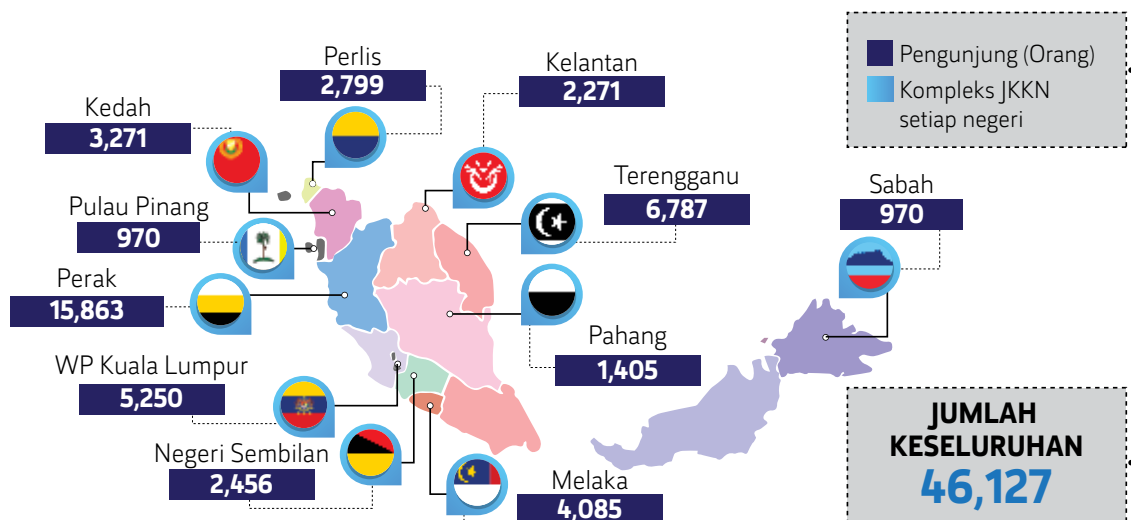 Perlis
2,799
Kelantan
2,271
Kedah
3,271
Terengganu
6,787
Pulau Pinang
970
Perak
15,863
Pahang
1,405
WP Kuala Lumpur
5,250
Negeri Sembilan
2,456
Melaka
4,085
Sabah
970
Pengunjung (Orang)
Kompleks JKKN
setiap negeri
JUMLAH
KESELURUHAN
46,127